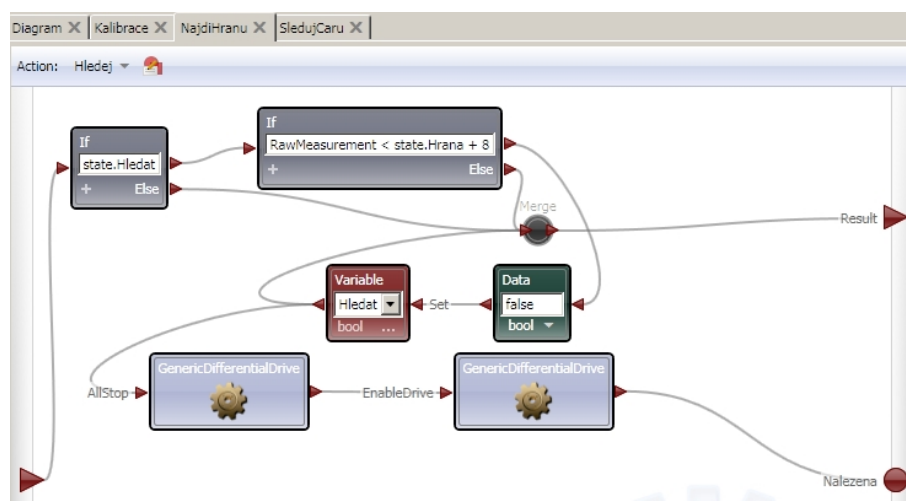 Diagram Kalibrace NajdiHranu SledujCaru
Action: Hledej
If
state.Hledat
Else
If
RawMeasurement < state.Hrana + 8
Else
Merge
Result
Variable
Hledat
bool ...
Set
Data
false
bool
AllStop
GenericDifferentialDrive
EnableDrive
GenericDifferentialDrive
Nalezena